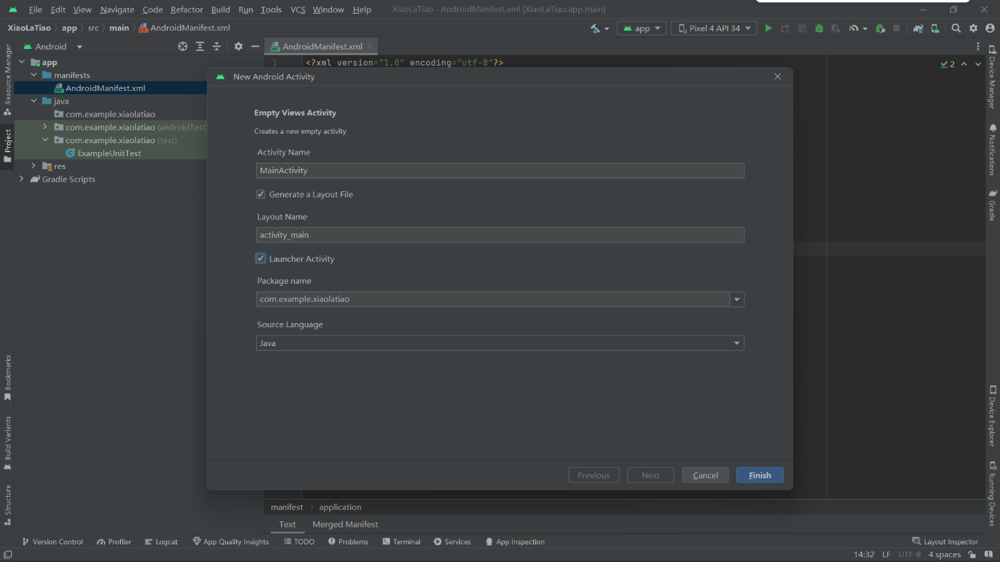 File Edit View Navigate Code Refactor Build Run Tools VCS Window Help XiaoLaTiao - AndroidManifest.xml [XiaoLaTiao.app.main]
XiaoLaTiao app src main AndroidManifest.xml app Pixel 4 API 34
Android AndroidManifest.xml
app 1 <?xml version="1.0" encoding="utf-8"?> 2
manifests
AndroidManifest.xml
java
com.example.xiaolatiao
com.example.xiaolatiao (androidTest)
com.example.xiaolatiao (test)
ExampleUnitTest
res
Gradle Scripts
Resource Manager
Project
Bookmarks
Build Variants
Structure
New Android Activity
Empty Views Activity
Creates a new empty activity
Activity Name
MainActivity
Generate a Layout File
Layout Name
activity_main
Launcher Activity
Package name
com.example.xiaolatiao
Source Language
Java
Previous Next Cancel Finish
Device Manager
Notifications
Gradle
Device Explorer
Running Devices
manifest application
Text Merged Manifest
Version Control Profiler Logcat App Quality Insights TODO Problems Terminal Services App Inspection Layout Inspector
14:32 LF UTF-8 4 spaces